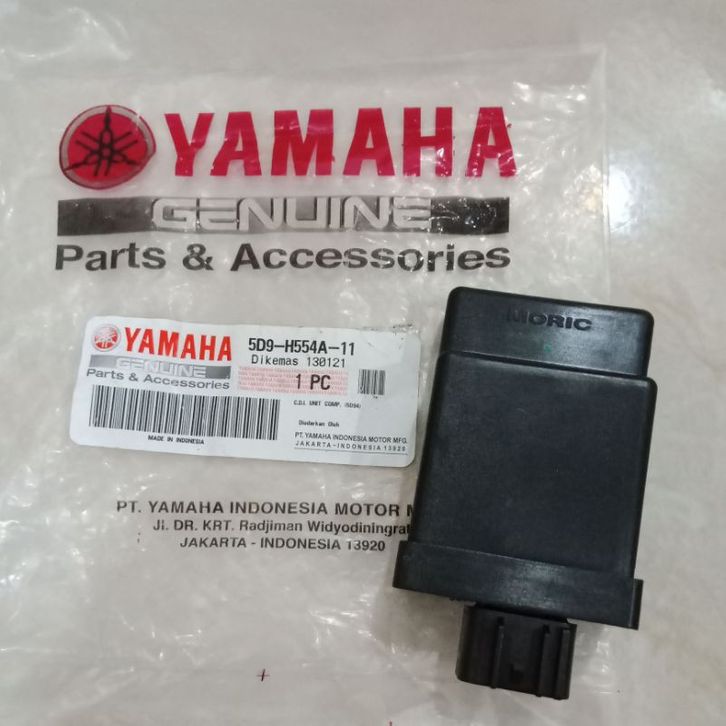 YAMAHA
GENUINE
Parts & Accessories
MORIC
YAMAHA
GENUINE
Parts & Accessories
5D9-H554A-11
Dikemas 130121
1 PC
C.D.I. UNIT COMP. (5D94)
Diedarkan Oleh
PT. YAMAHA INDONESIA MOTOR MFG.
JAKARTA-INDONESIA 13920
MADE IN INDONESIA
PT. YAMAHA INDONESIA MOTOR M
Jl. DR. KRT. Radjiman Widyodiningrat
JAKARTA - INDONESIA 13920